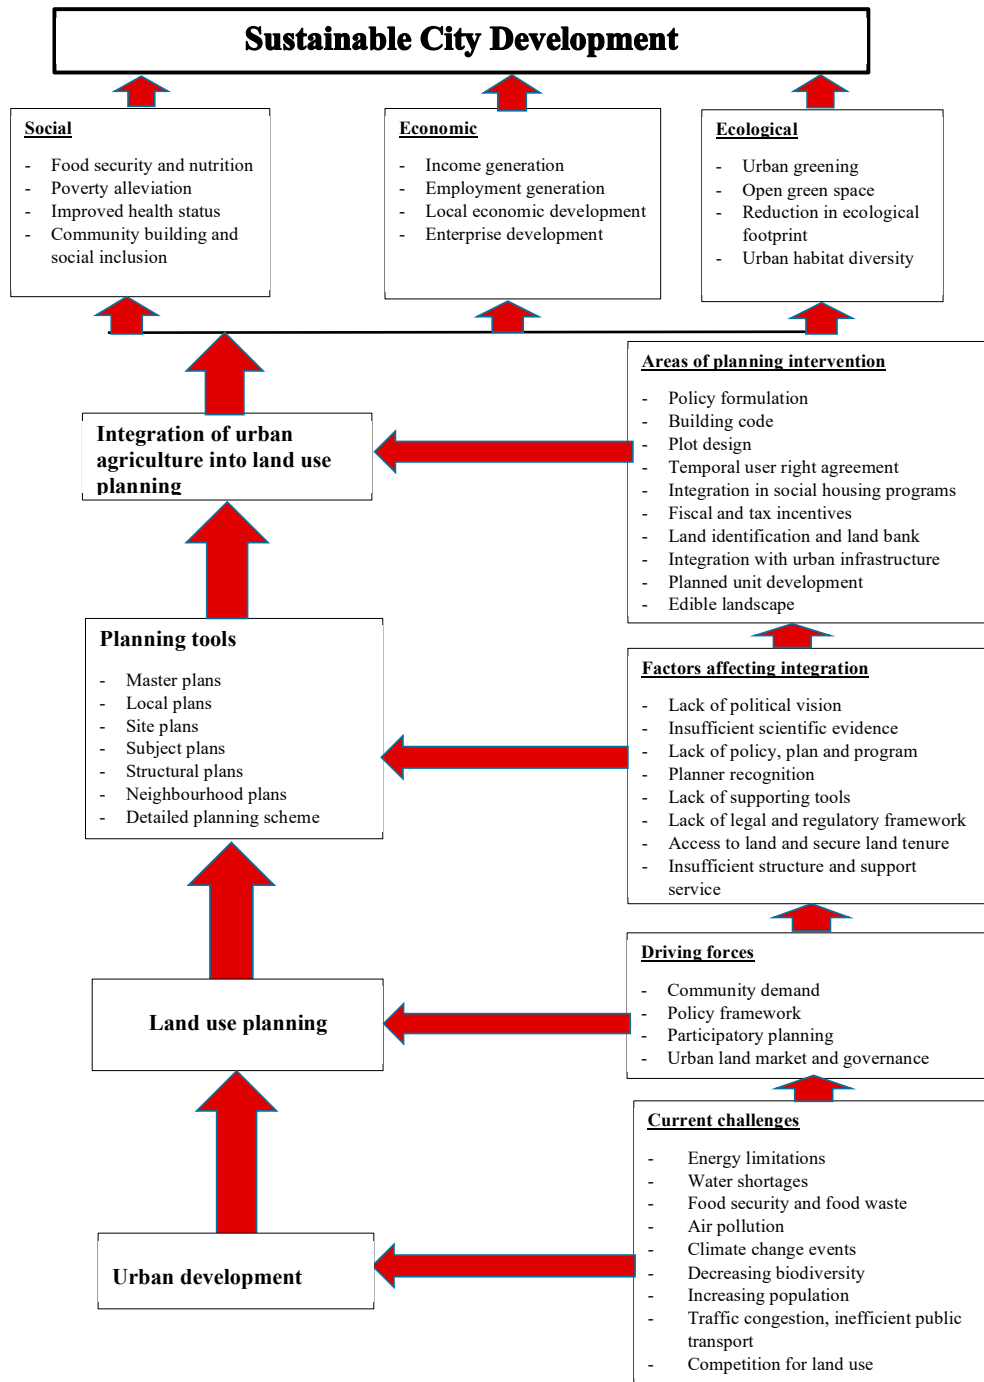 Sustainable City Development
Social
- Food security and nutrition
- Poverty alleviation
- Improved health status
- Community building and
social inclusion
Economic
- Income generation
- Employment generation
- Local economic development
- Enterprise development
Ecological
- Urban greening
- Open green space
- Reduction in ecological
footprint
- Urban habitat diversity
Integration of urban
agriculture into land use
planning
Areas of planning intervention
- Policy formulation
- Building code
- Plot design
- Temporal user right agreement
- Integration in social housing programs
- Fiscal and tax incentives
- Land identification and land bank
- Integration with urban infrastructure
- Planned unit development
- Edible landscape
Planning tools
- Master plans
- Local plans
- Site plans
- Subject plans
- Structural plans
- Neighbourhood plans
- Detailed planning scheme
Factors affecting integration
- Lack of political vision
- Insufficient scientific evidence
- Lack of policy, plan and program
- Planner recognition
- Lack of supporting tools
- Lack of legal and regulatory framework
- Access to land and secure land tenure
- Insufficient structure and support
service
Land use planning
Driving forces
- Community demand
- Policy framework
- Participatory planning
- Urban land market and governance
Urban development
Current challenges
- Energy limitations
- Water shortages
- Food security and food waste
- Air pollution
- Climate change events
- Decreasing biodiversity
- Increasing population
- Traffic congestion, inefficient public
transport
- Competition for land use